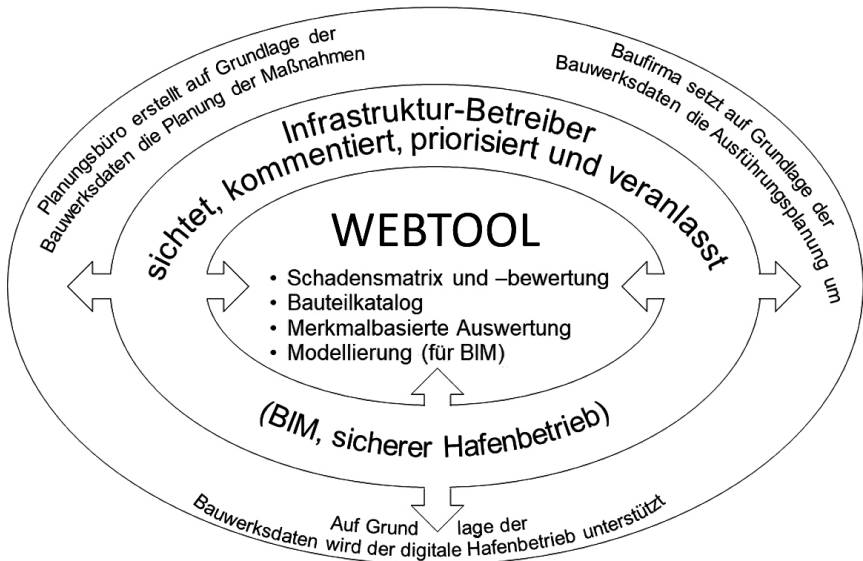 Planungsbüro erstellt auf Grundlage der
Bauwerksdaten die Planung der Maßnahmen
Baufirma setzt auf Grundlage der
Bauwerksdaten die Ausführungsplanung um
Infrastruktur-Betreiber
sichtet, kommentiert, priorisiert und veranlasst
WEBTOOL
• Schadensmatrix und –bewertung
• Bauteilkatalog
• Merkmalbasierte Auswertung
• Modellierung (für BIM)
(BIM, sicherer Hafenbetrieb)
Auf Grund lage der
Bauwerksdaten wird der digitale Hafenbetrieb unterstützt